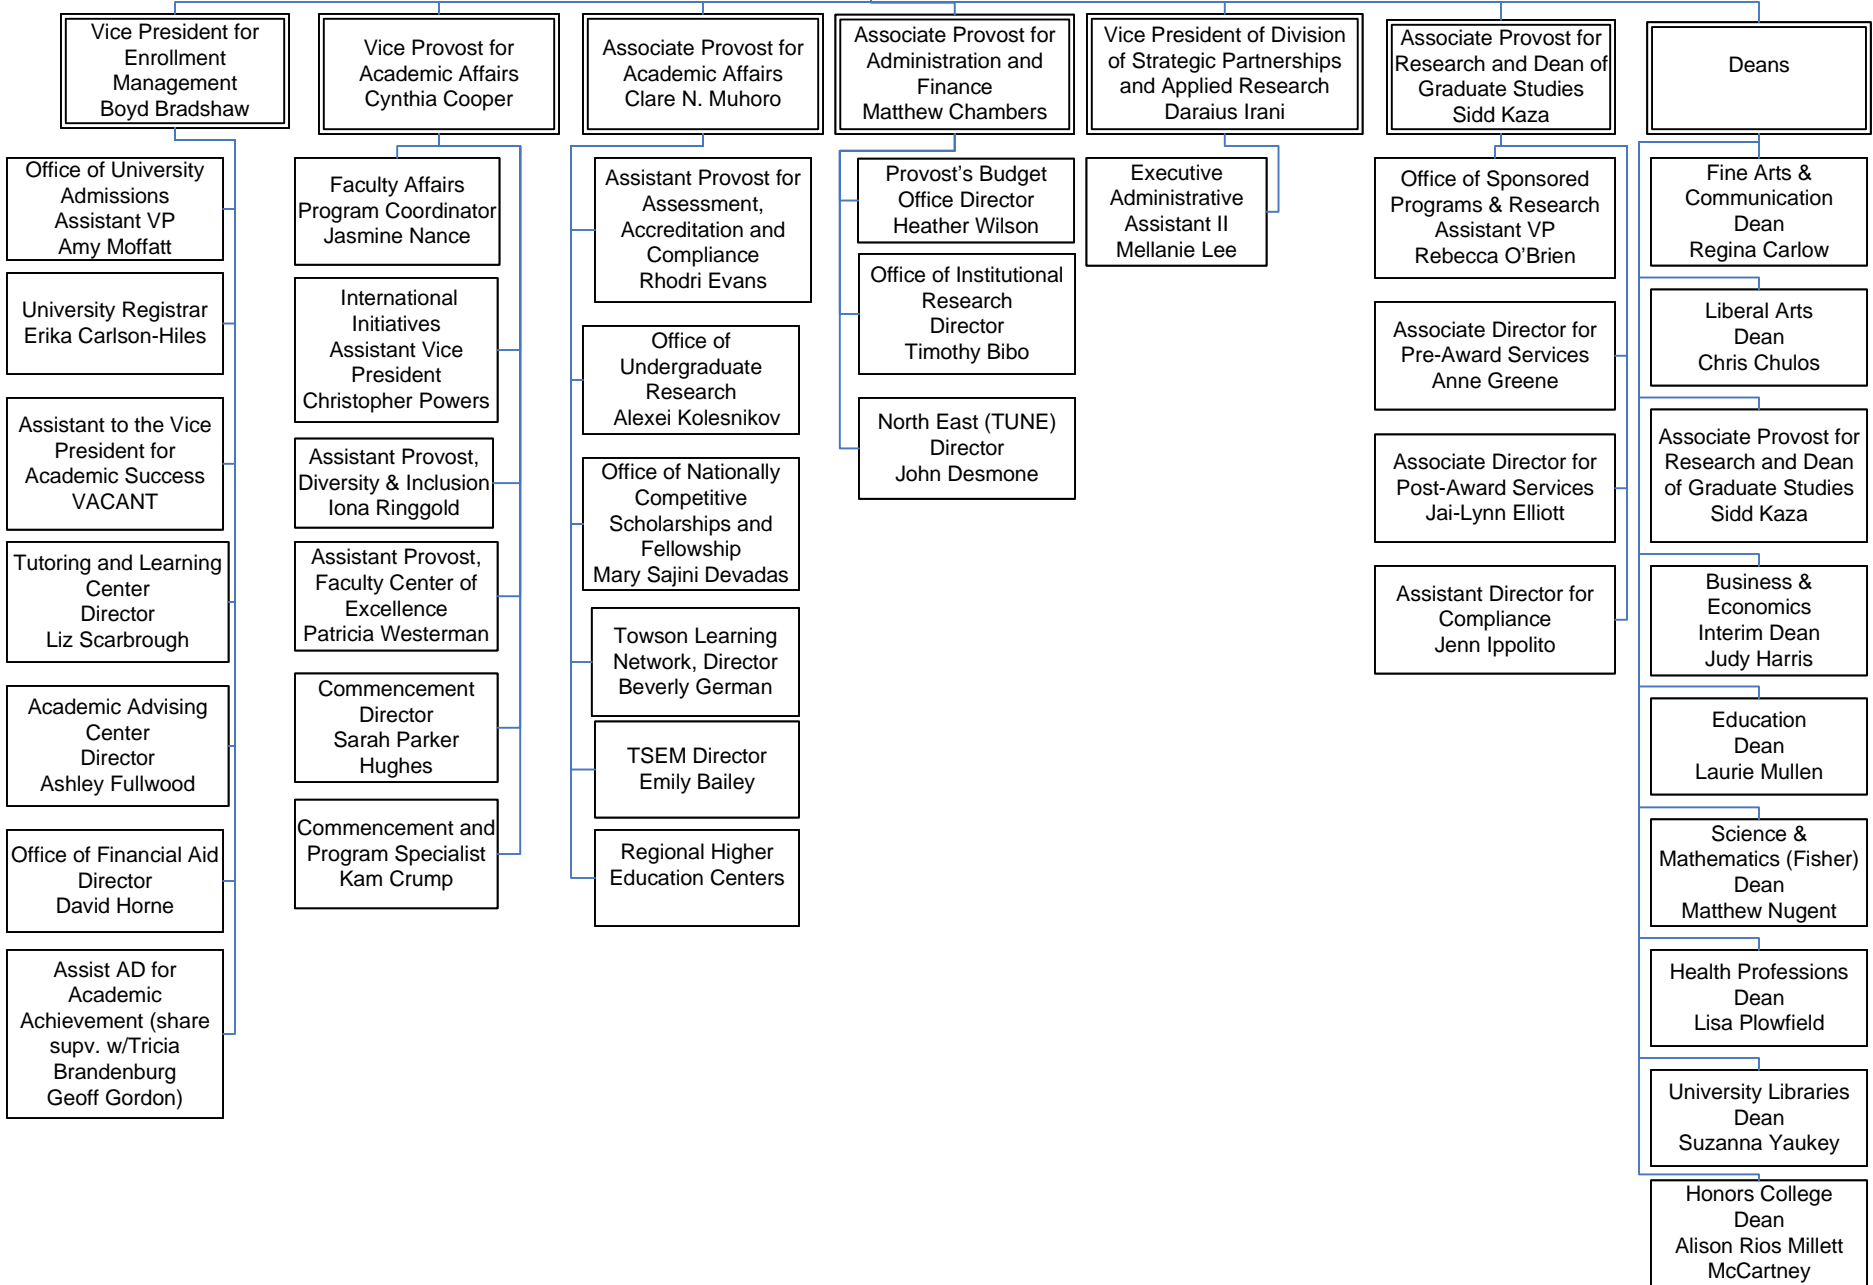 Vice President for
Enrollment
Management
Boyd Bradshaw
Vice Provost for
Academic Affairs
Cynthia Cooper
Associate Provost for
Academic Affairs
Clare N. Muhoro
Associate Provost for
Administration and
Finance
Matthew Chambers
Vice President of Division
of Strategic Partnerships
and Applied Research
Daraius Irani
Associate Provost for
Research and Dean of
Graduate Studies
Sidd Kaza
Deans
Office of University
Admissions
Assistant VP
Amy Moffatt
University Registrar
Erika Carlson-Hiles
Assistant to the Vice
President for
Academic Success
VACANT
Tutoring and Learning
Center
Director
Liz Scarbrough
Academic Advising
Center
Director
Ashley Fullwood
Office of Financial Aid
Director
David Horne
Assist AD for
Academic
Achievement (share
supv. w/Tricia
Brandenburg
Geoff Gordon)
Faculty Affairs
Program Coordinator
Jasmine Nance
International
Initiatives
Assistant Vice
President
Christopher Powers
Assistant Provost,
Diversity & Inclusion
Iona Ringgold
Assistant Provost,
Faculty Center of
Excellence
Patricia Westerman
Commencement
Director
Sarah Parker
Hughes
Commencement and
Program Specialist
Kam Crump
Assistant Provost for
Assessment,
Accreditation and
Compliance
Rhodri Evans
Office of
Undergraduate
Research
Alexei Kolesnikov
Office of Nationally
Competitive
Scholarships and
Fellowship
Mary Sajini Devadas
Towson Learning
Network, Director
Beverly German
TSEM Director
Emily Bailey
Regional Higher
Education Centers
Provost's Budget
Office Director
Heather Wilson
Office of Institutional
Research
Director
Timothy Bibo
North East (TUNE)
Director
John Desmone
Executive
Administrative
Assistant II
Mellanie Lee
Office of Sponsored
Programs & Research
Assistant VP
Rebecca O’Brien
Associate Director for
Pre-Award Services
Anne Greene
Associate Director for
Post-Award Services
Jai-Lynn Elliott
Assistant Director for
Compliance
Jenn Ippolito
Fine Arts &
Communication
Dean
Regina Carlow
Liberal Arts
Dean
Chris Chulos
Associate Provost for
Research and Dean
of Graduate Studies
Sidd Kaza
Business &
Economics
Interim Dean
Judy Harris
Education
Dean
Laurie Mullen
Science &
Mathematics (Fisher)
Dean
Matthew Nugent
Health Professions
Dean
Lisa Plowfield
University Libraries
Dean
Suzanna Yaukey
Honors College
Dean
Alison Rios Millett
McCartney